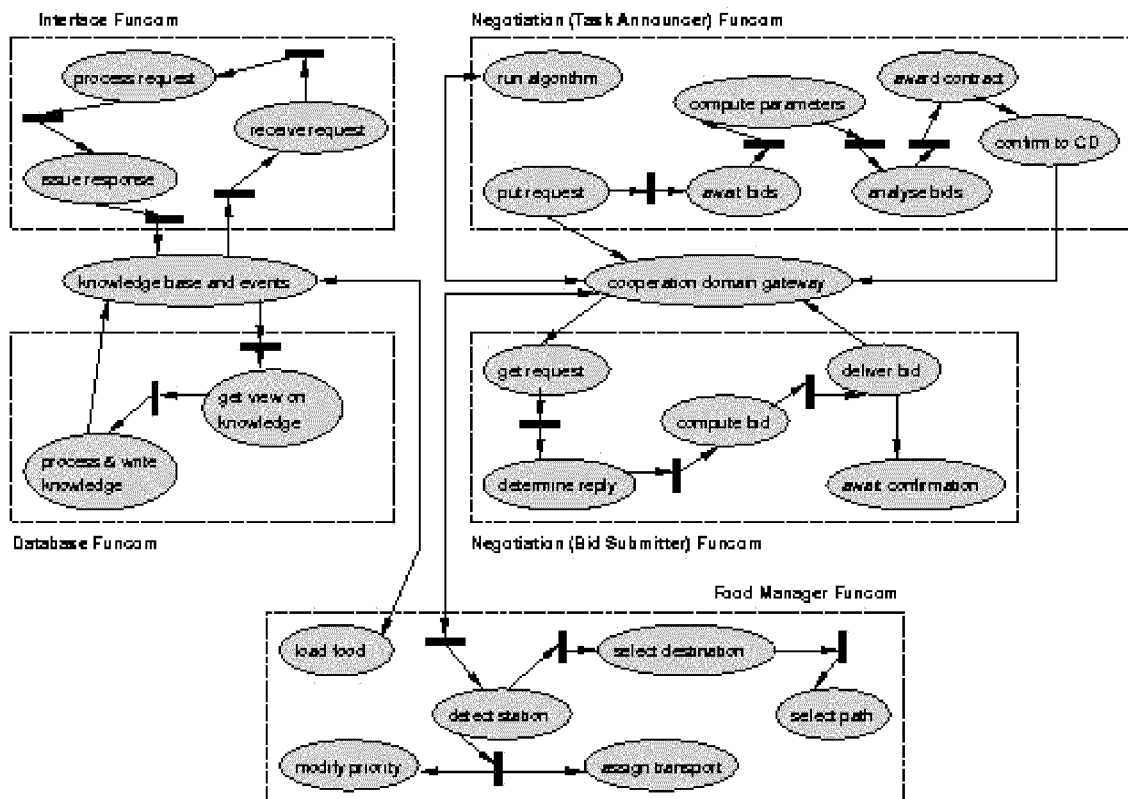 Interface Funcom
process request
receive request
issue response
Negotiation (Task Announcer) Funcom
run algorithm
award contract
compute parameters
confirm to CD
put request
await bids
analyse bids
knowledge base and events
cooperation domain gateway
get view on
knowledge
process & write
knowledge
Database Funcom
get request
deliver bid
compute bid
determine reply
await confirmation
Negotiation (Bid Submitter) Funcom
Food Manager Funcom
load food
select destination
detect station
select path
modify priority
assign transport